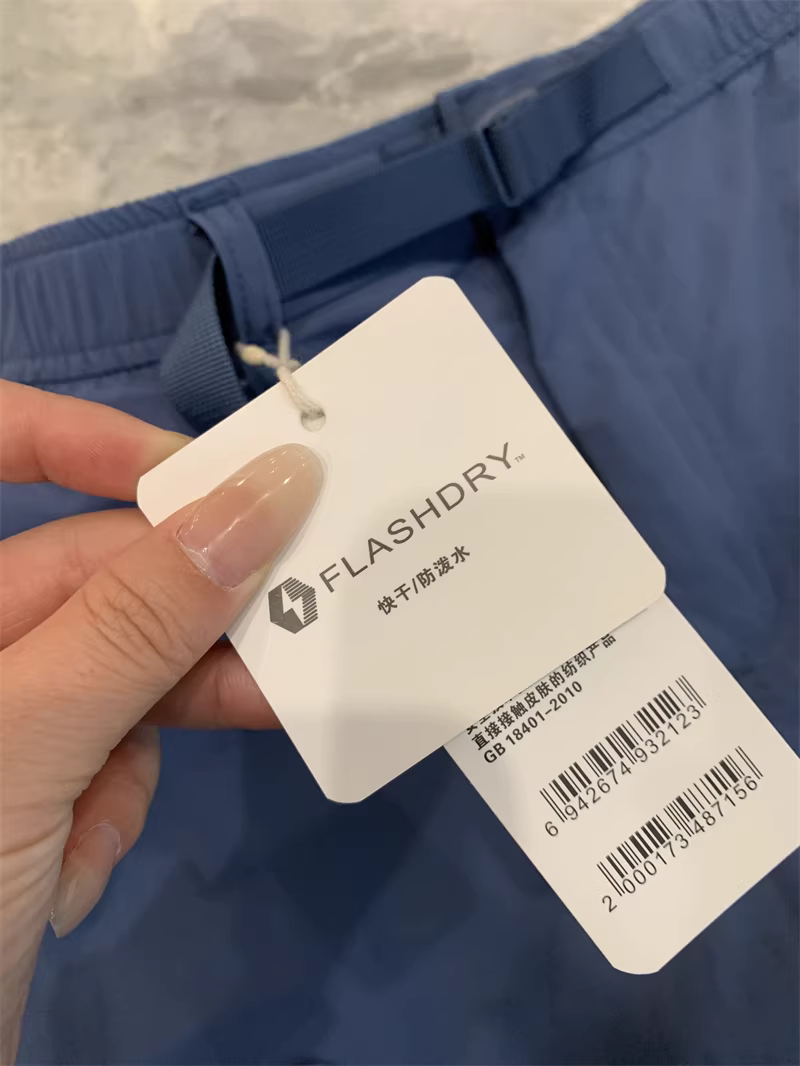 FLASHDRY™
快干/防泼水
直接接触皮肤的纺织产品
GB 18401-2010
6 942674 932123
2 000173 487156